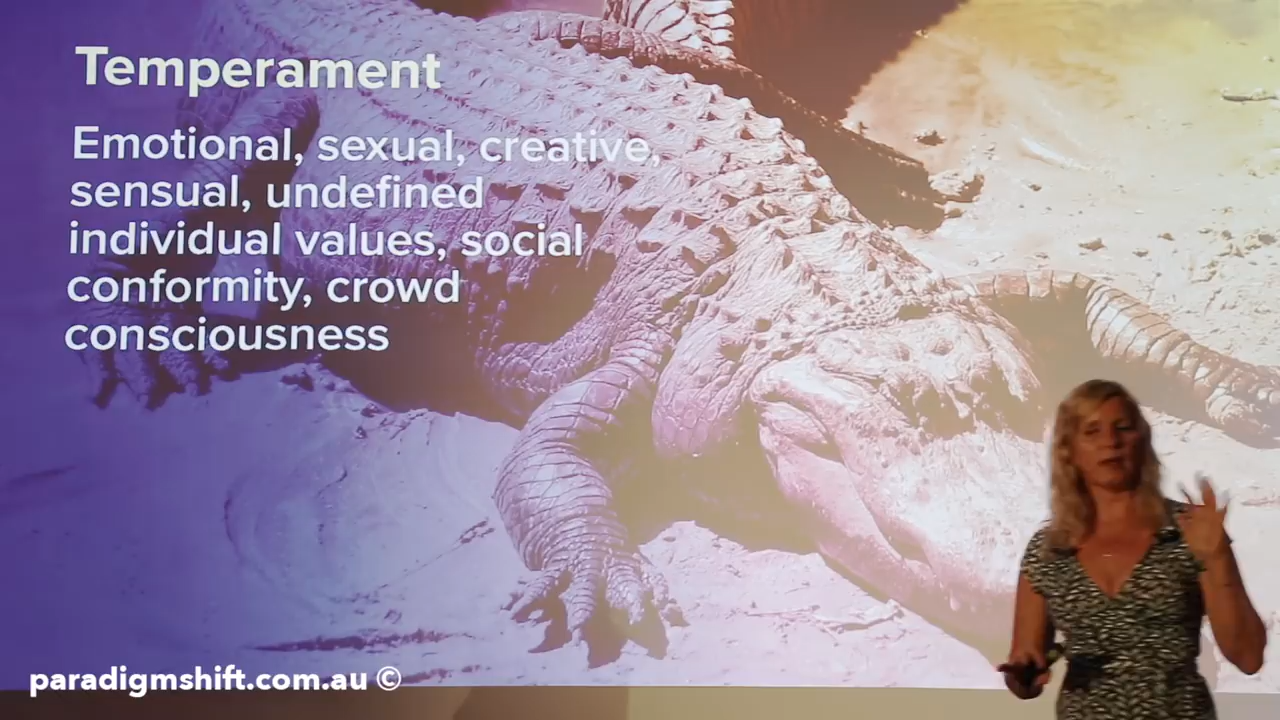 Temperament
Emotional, sexual, creative,
sensual, undefined
individual values, social
conformity, crowd
consciousness
paradigmshift.com.au ©